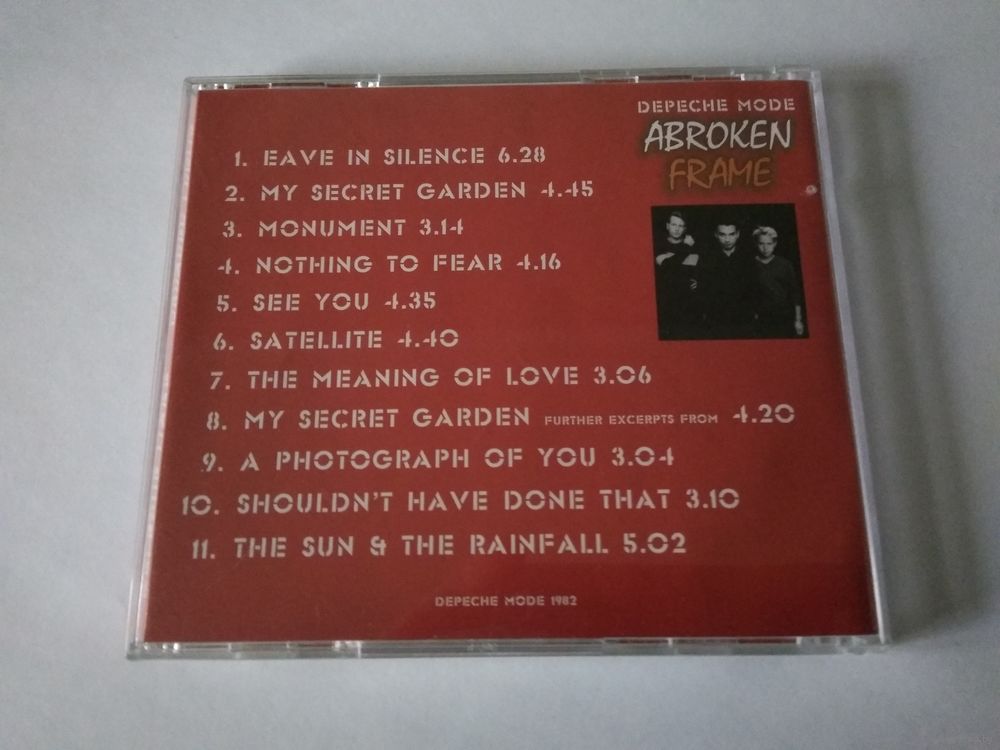 DEPECHE MODE
ABROKEN
FRAME
1. EAVE IN SILENCE 6.28
2. MY SECRET GARDEN 4.45
3. MONUMENT 3.14
4. NOTHING TO FEAR 4.16
5. SEE YOU 4.35
6. SATELLITE 4.40
7. THE MEANING OF LOVE 3.06
8. MY SECRET GARDEN FURTHER EXCERPTS FROM 4.20
9. A PHOTOGRAPH OF YOU 3.04
10. SHOULDN'T HAVE DONE THAT 3.10
11. THE SUN & THE RAINFALL 5.02
DEPECHE MODE 1982